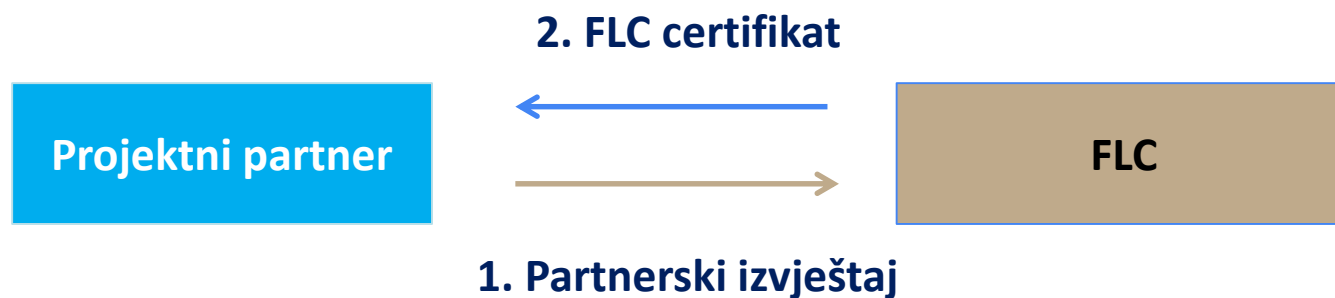 2. FLC certifikat
Projektni partner
FLC
1. Partnerski izvještaj